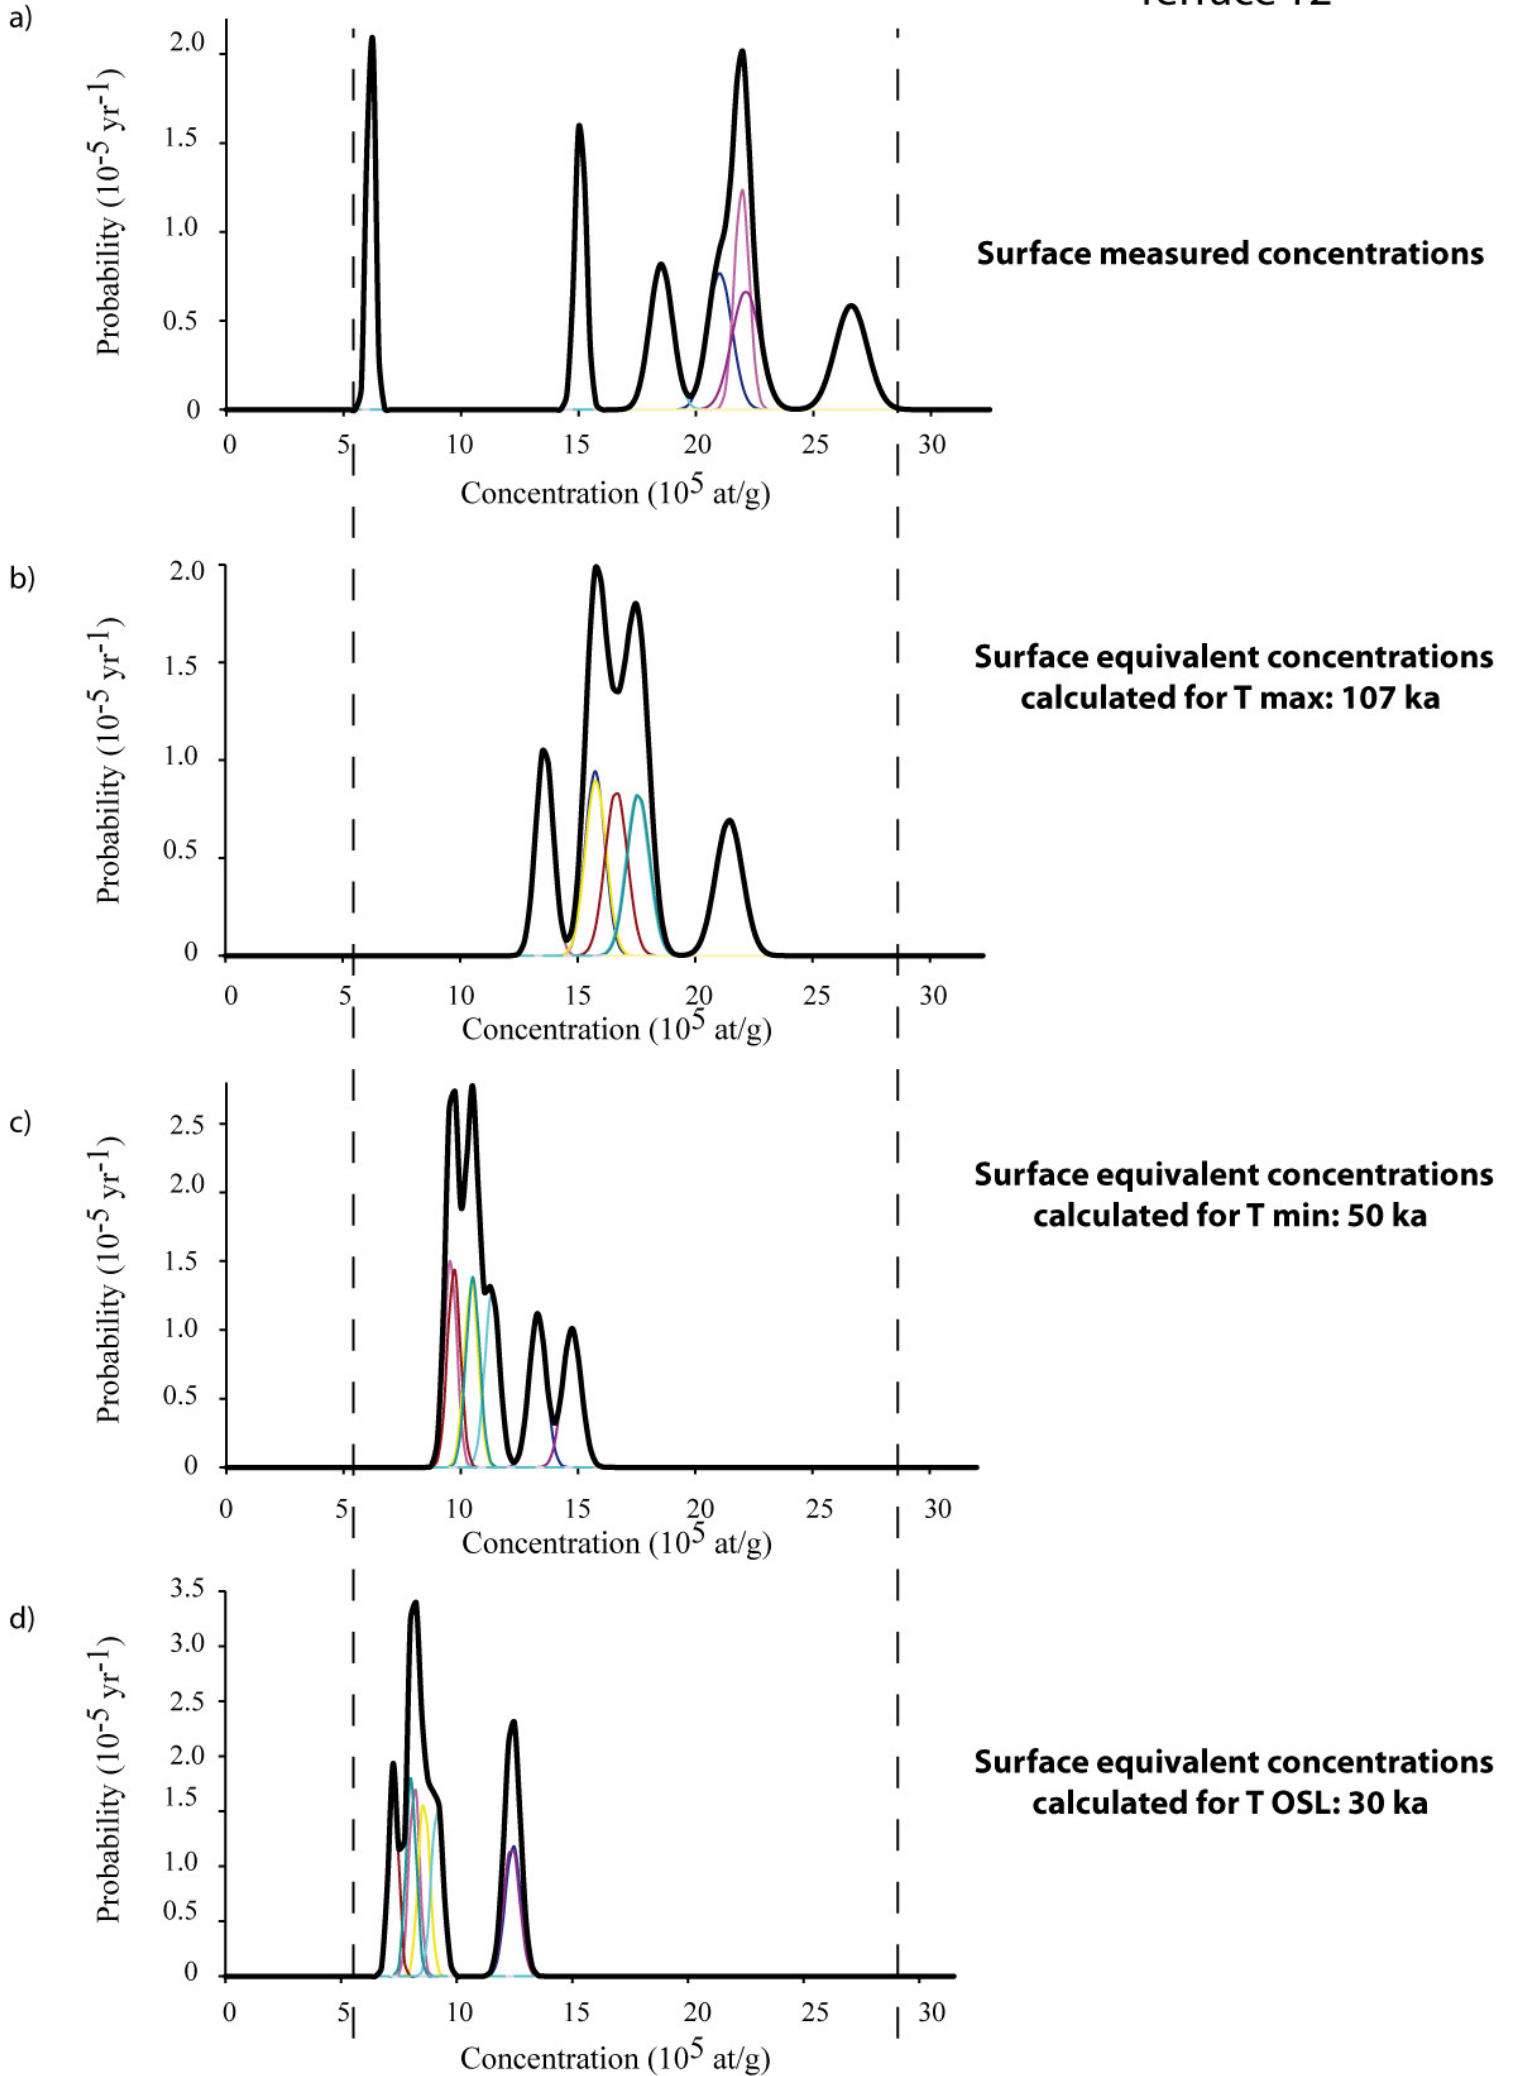 a)
2.0
1.5
1.0
0.5
0
Probability (10-5 yr-1)
0 5 10 15 20 25 30
Concentration (105 at/g)
Surface measured concentrations
b)
2.0
1.5
1.0
0.5
0
Probability (10-5 yr-1)
0 5 10 15 20 25 30
Concentration (105 at/g)
Surface equivalent concentrations
calculated for T max: 107 ka
c)
2.5
2.0
1.5
1.0
0.5
0
Probability (10-5 yr-1)
0 5 10 15 20 25 30
Concentration (105 at/g)
Surface equivalent concentrations
calculated for T min: 50 ka
d)
3.5
3.0
2.5
2.0
1.5
1.0
0.5
0
Probability (10-5 yr-1)
0 5 10 15 20 25 30
Concentration (105 at/g)
Surface equivalent concentrations
calculated for T OSL: 30 ka